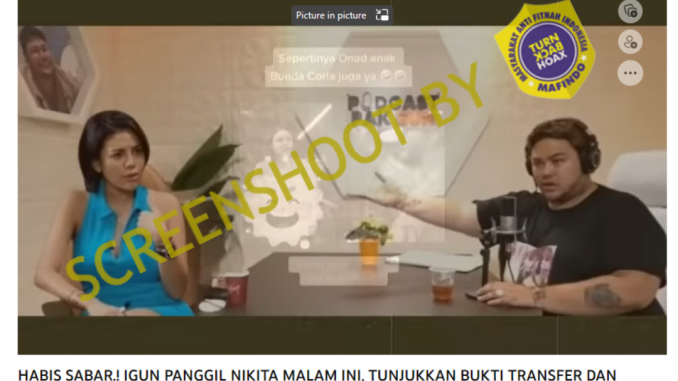 Picture in picture
Sepertinya Onad anak
Bunda Corla juga ya
PODCAST
MASYARAKAT ANTI FITNAH INDONESIA
TURN
BACK
HOAX
MAFINDO
SCREENSHOOT BY
HABIS SABAR.! IGUN PANGGIL NIKITA MALAM INI. TUNJUKKAN BUKTI TRANSFER DAN